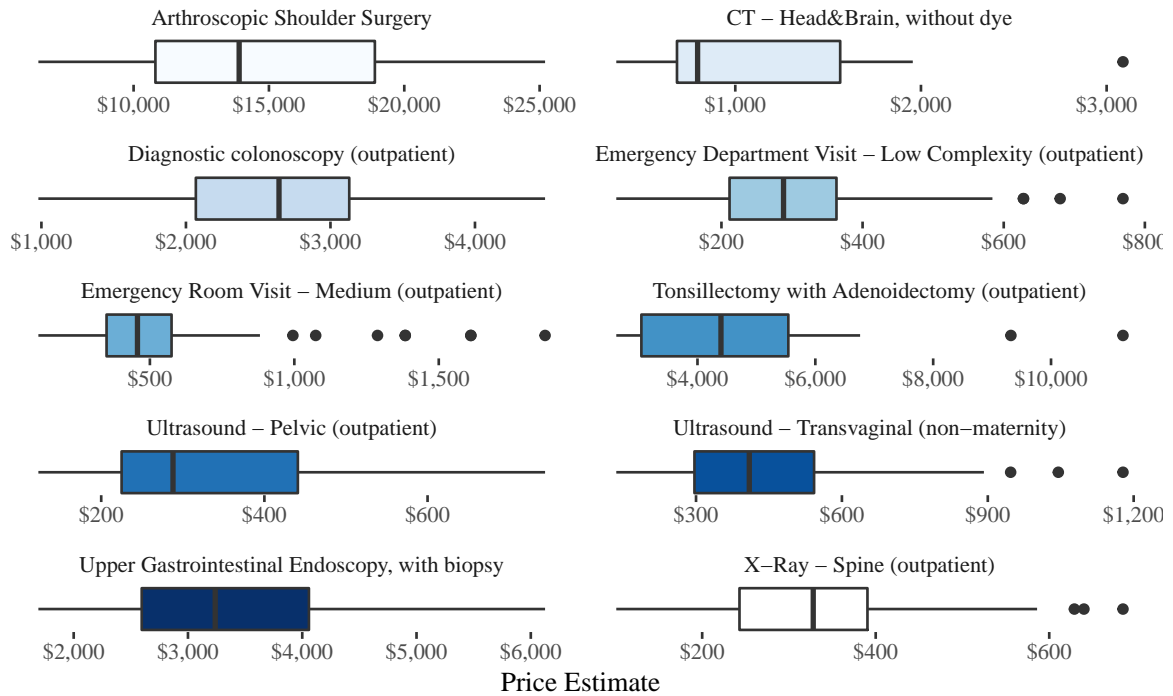 Arthroscopic Shoulder Surgery
$10,000 $15,000 $20,000 $25,000
CT – Head&Brain, without dye
$1,000 $2,000 $3,000
Diagnostic colonoscopy (outpatient)
$1,000 $2,000 $3,000 $4,000
Emergency Department Visit – Low Complexity (outpatient)
$200 $400 $600 $800
Emergency Room Visit – Medium (outpatient)
$500 $1,000 $1,500
Tonsillectomy with Adenoidectomy (outpatient)
$4,000 $6,000 $8,000 $10,000
Ultrasound – Pelvic (outpatient)
$200 $400 $600
Ultrasound – Transvaginal (non−maternity)
$300 $600 $900 $1,200
Upper Gastrointestinal Endoscopy, with biopsy
$2,000 $3,000 $4,000 $5,000 $6,000
X−Ray – Spine (outpatient)
$200 $400 $600
Price Estimate